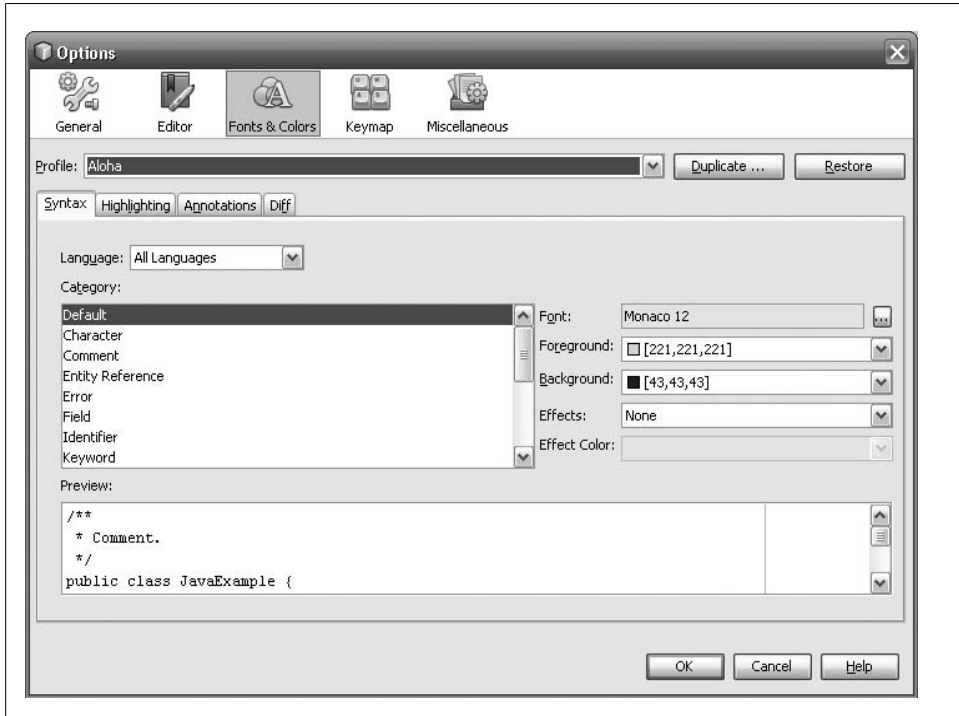 Options
General Editor Fonts & Colors Keymap Miscellaneous
Profile: Aloha Duplicate ... Restore
Syntax Highlighting Annotations Diff
Language: All Languages
Category:
Default
Character
Comment
Entity Reference
Error
Field
Identifier
Keyword
Font: Monaco 12 ...
Foreground: [221,221,221]
Background: [43,43,43]
Effects: None
Effect Color:
Preview:
/**
* Comment.
*/
public class JavaExample {
OK Cancel Help